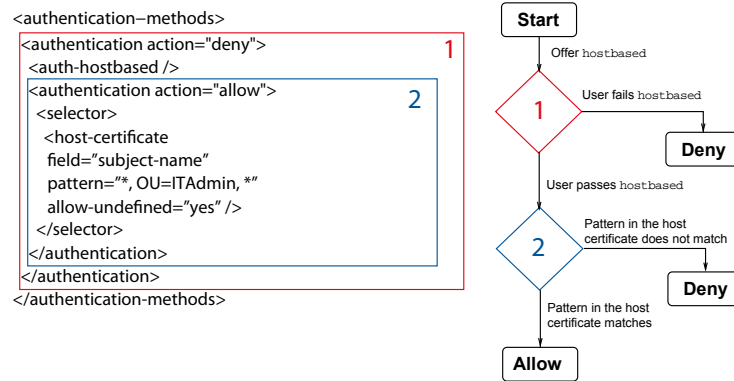 <authentication–methods>
<authentication action="deny">
1
<auth-hostbased />
<authentication action="allow">
2
<selector>
<host-certificate
field="subject-name"
pattern="*, OU=ITAdmin, *"
allow-undefined="yes" />
</selector>
</authentication>
</authentication>
</authentication-methods>
Start
Offer hostbased
1
User fails hostbased
Deny
User passes hostbased
2
Pattern in the host
certificate does not match
Deny
Pattern in the host
certificate matches
Allow